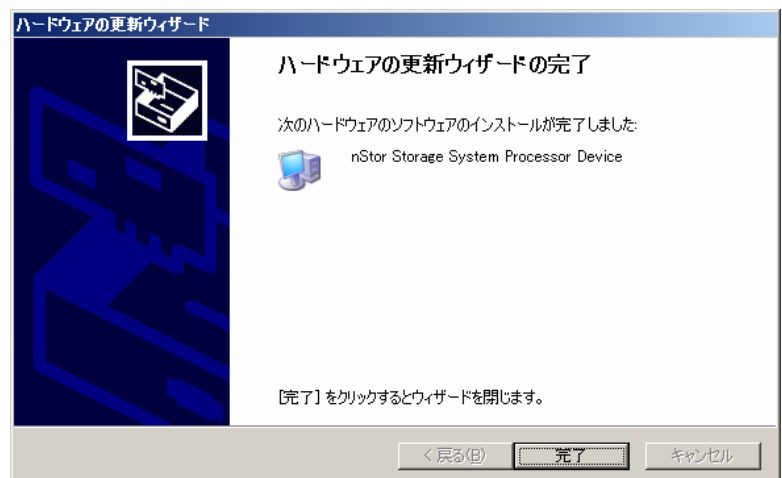 ハードウェアの更新ウィザード
ハードウェアの更新ウィザードの完了
次のハードウェアのソフトウェアのインストールが完了しました:
nStor Storage System Processor Device
[完了] をクリックするとウィザードを閉じます。
< 戻る(B) 完了 キャンセル